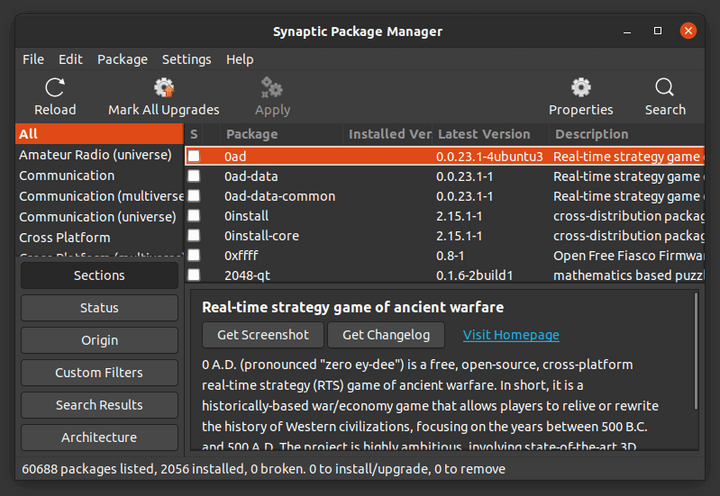 Synaptic Package Manager
File Edit Package Settings Help
Reload Mark All Upgrades Apply Properties Search
All
Amateur Radio (universe)
Communication
Communication (multiverse
Communication (universe)
Cross Platform
Cross Platform (multiverse
Sections
Status
Origin
Custom Filters
Search Results
Architecture
S Package Installed Ver Latest Version Description
0ad 0.0.23.1-4ubuntu3 Real-time strategy game
0ad-data 0.0.23.1-1 Real-time strategy game
0ad-data-common 0.0.23.1-1 Real-time strategy game
0install 2.15.1-1 cross-distribution packag
0install-core 2.15.1-1 cross-distribution packag
0xffff 0.8-1 Open Free Fiasco Firmwar
2048-qt 0.1.6-2build1 mathematics based puzzl
Real-time strategy game of ancient warfare
Get Screenshot Get Changelog Visit Homepage
0 A.D. (pronounced "zero ey-dee") is a free, open-source, cross-platform
real-time strategy (RTS) game of ancient warfare. In short, it is a
historically-based war/economy game that allows players to relive or rewrite
the history of Western civilizations, focusing on the years between 500 B.C.
and 500 A.D. The project is highly ambitious, involving state-of-the-art 3D
60688 packages listed, 2056 installed, 0 broken. 0 to install/upgrade, 0 to remove